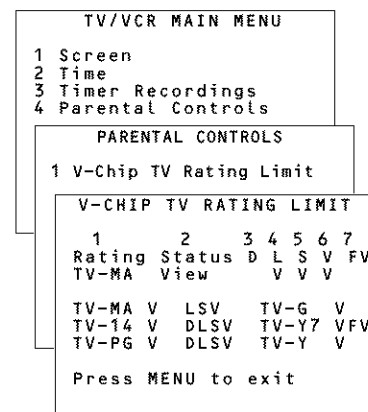 TV/VCR MAIN MENU
1 Screen
2 Time
3 Timer Recordings
4 Parental Controls
PARENTAL CONTROLS
1 V-Chip TV Rating Limit
V-CHIP TV RATING LIMIT
1 2 3 4 5 6 7
Rating Status D L S V FV
TV-MA View V V V
TV-MA V LSV TV-G V
TV-14 V DLSV TV-Y7 VFV
TV-PG V DLSV TV-Y V
Press MENU to exit